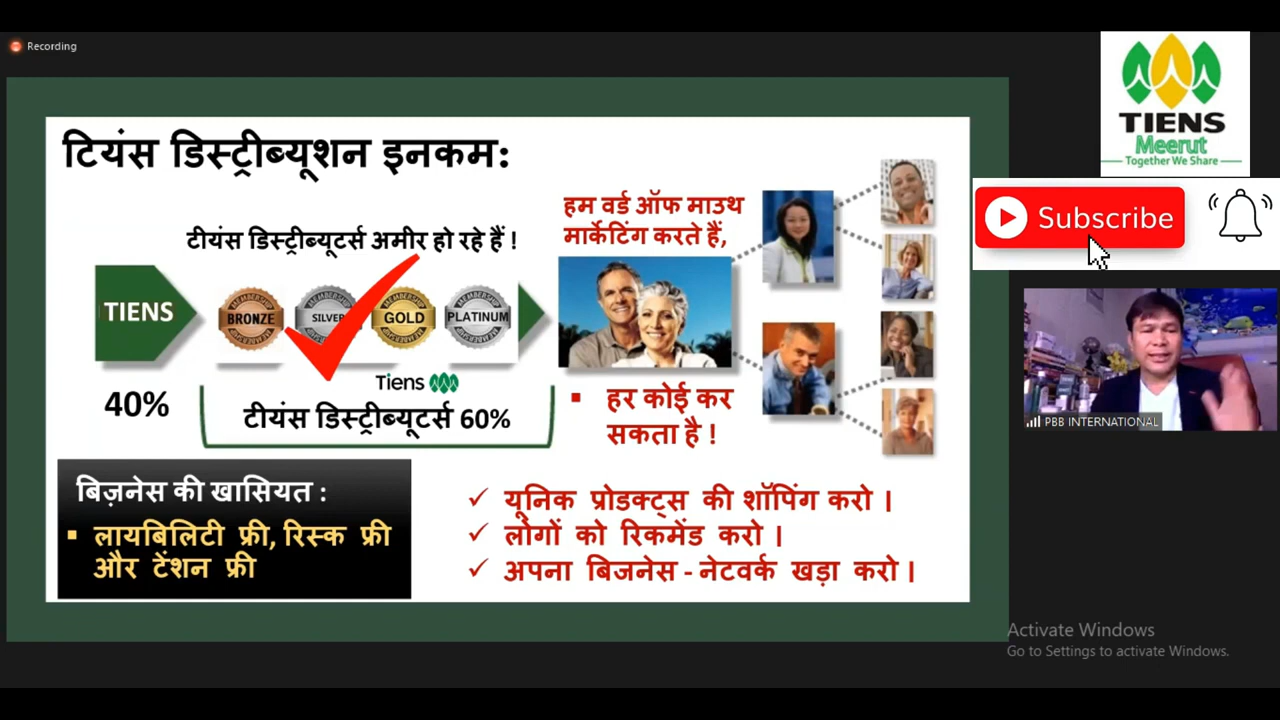 Recording
टियंस डिस्ट्रीब्यूशन इनकम:
टीयंस डिस्ट्रीब्यूटर्स अमीर हो रहे हैं !
TIENS
BRONZE
SILVER
GOLD
PLATINUM
40%
Tiens
टीयंस डिस्ट्रीब्यूटर्स 60%
हम वर्ड ऑफ माउथ
मार्केटिंग करते हैं,
▪ हर कोई कर
सकता है !
बिज़नेस की खासियत :
▪ लायबिलिटी फ्री, रिस्क फ्री
और टेंशन फ्री
✓ यूनिक प्रोडक्ट्स की शॉपिंग करो ।
✓ लोगों को रिकमेंड करो ।
✓ अपना बिजनेस - नेटवर्क खड़ा करो ।
TIENS
Meerut
Together We Share
Subscribe
PBB INTERNATIONAL
Activate Windows
Go to Settings to activate Windows.